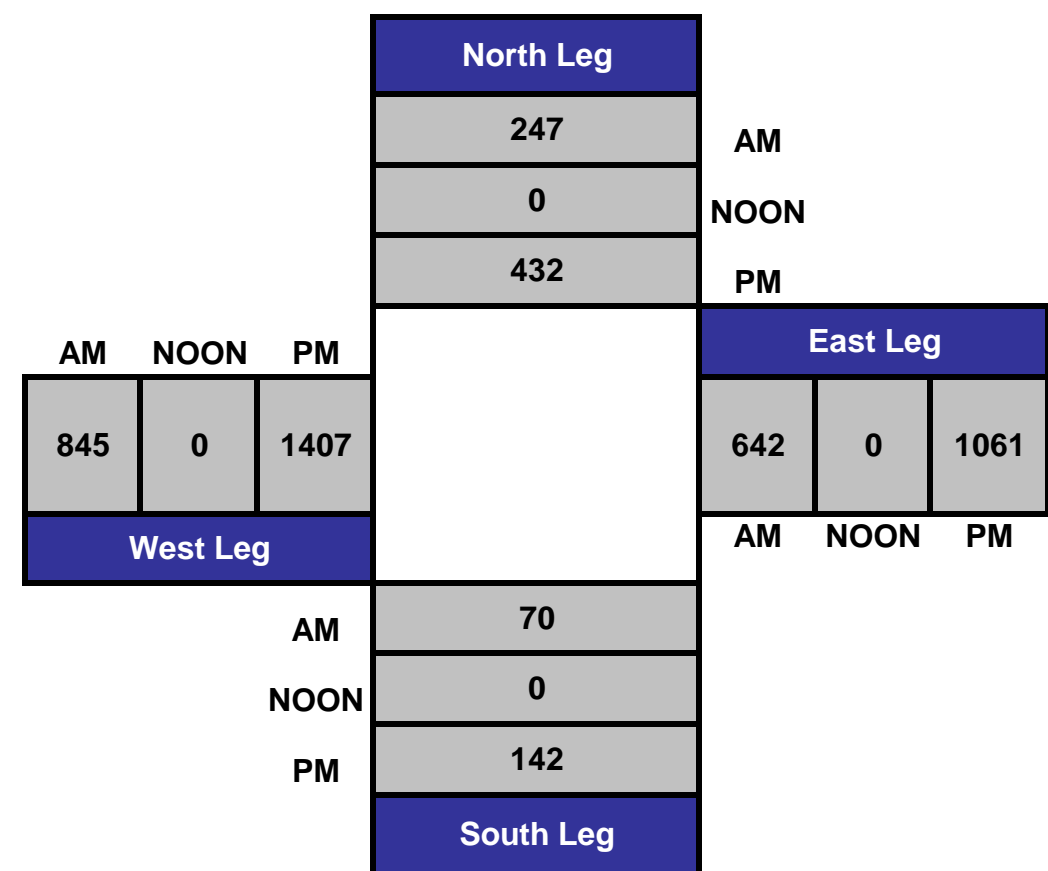 North Leg
247
AM
0
NOON
432
PM
AM NOON PM
East Leg
845 0 1407
642 0 1061
West Leg
AM NOON PM
AM
70
NOON
0
PM
142
South Leg